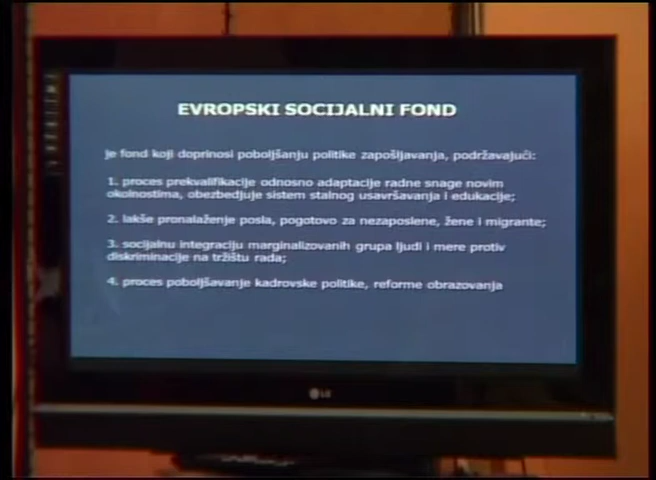 EVROPSKI SOCIJALNI FOND
je fond koji doprinosi poboljšanju politike zapošljavanja, podržavajući:
1. proces prekvalifikacije odnosno adaptacije radne snage novim
okolnostima, obezbedjuje sistem stalnog usavršavanja i edukacije;
2. lakše pronalaženje posla, pogotovo za nezaposlene, žene i migrante;
3. socijalnu integraciju marginalizovanih grupa ljudi i mere protiv
diskriminacije na tržištu rada;
4. proces poboljšavanje kadrovske politike, reforme obrazovanja
LG